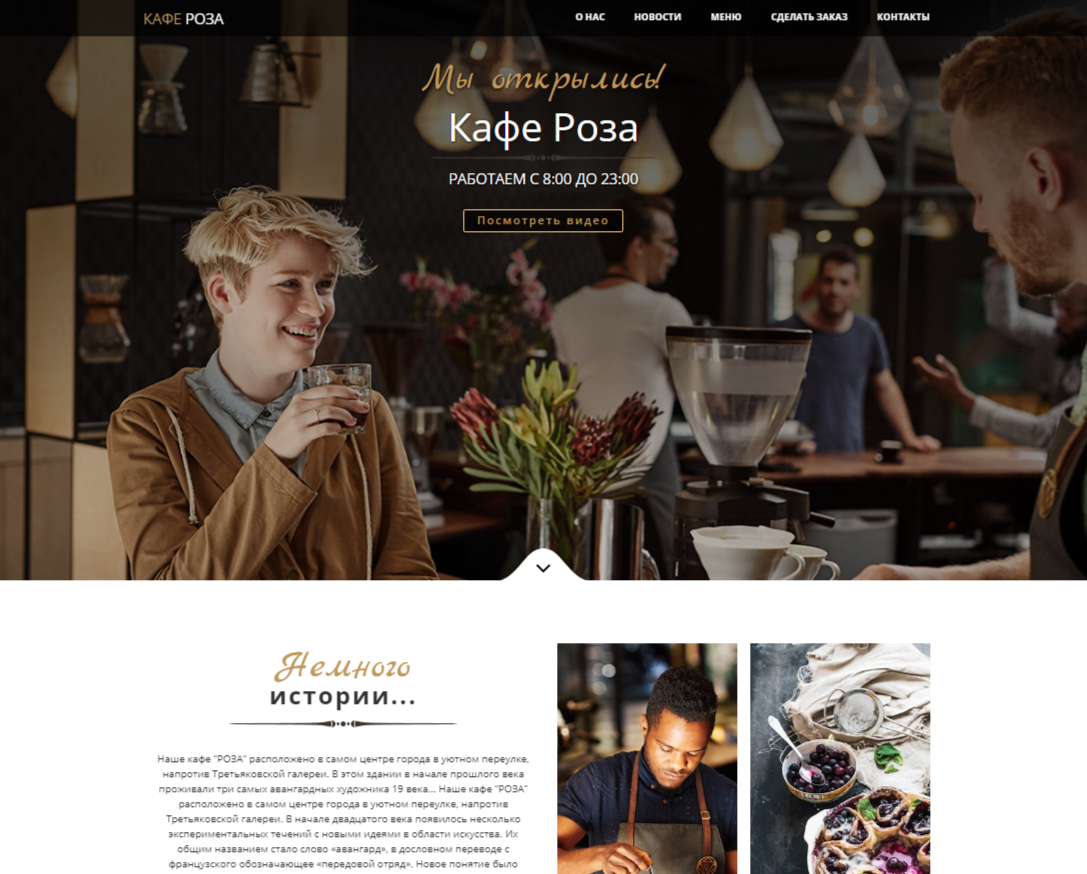 КАФЕ РОЗА
О НАС НОВОСТИ МЕНЮ СДЕЛАТЬ ЗАКАЗ КОНТАКТЫ
Мы открылись!
Кафе Роза
РАБОТАЕМ С 8:00 ДО 23:00
Посмотреть видео
Немного
истории...
Наше кафе "РОЗА" расположено в самом центре города в уютном переулке,
напротив Третьяковской галереи. В этом здании в начале прошлого века
проживали три самых авангардных художника 19 века... Наше кафе "РОЗА"
расположено в самом центре города в уютном переулке, напротив
Третьяковской галереи. В начале двадцатого века появилось несколько
экспериментальных течений с новыми идеями в области искусства. Их
общим названием стало слово «авангард», в дословном переводе с
французского обозначающее «передовой отряд». Новое понятие было